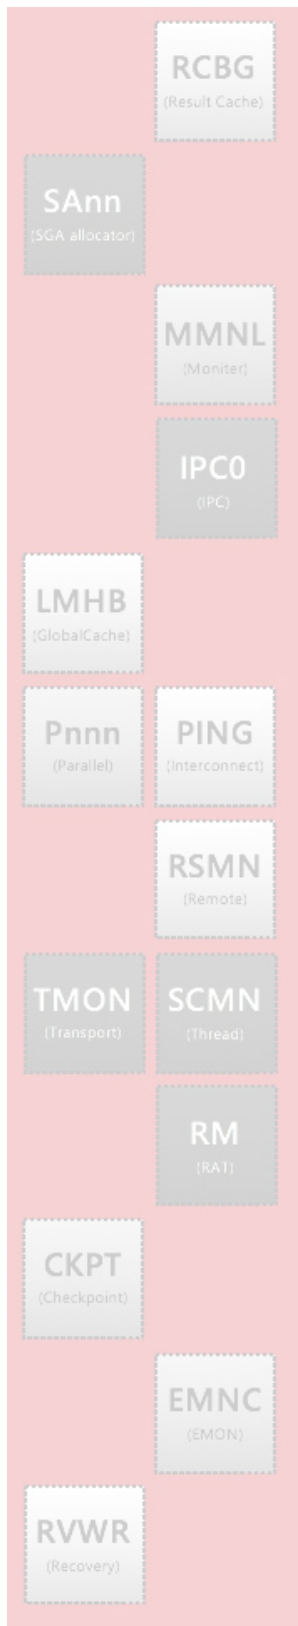 RCBG
(Result Cache)
SAnn
(SGA allocator)
MMNL
(Moniter)
IPC0
(IPC)
LMHB
(GlobalCache)
Pnnn
(Parallel)
PING
(Interconnect)
RSMN
(Remote)
TMON
(Transport)
SCMN
(Thread)
RM
(RAT)
CKPT
(Checkpoint)
EMNC
(EMON)
RVWR
(Recovery)